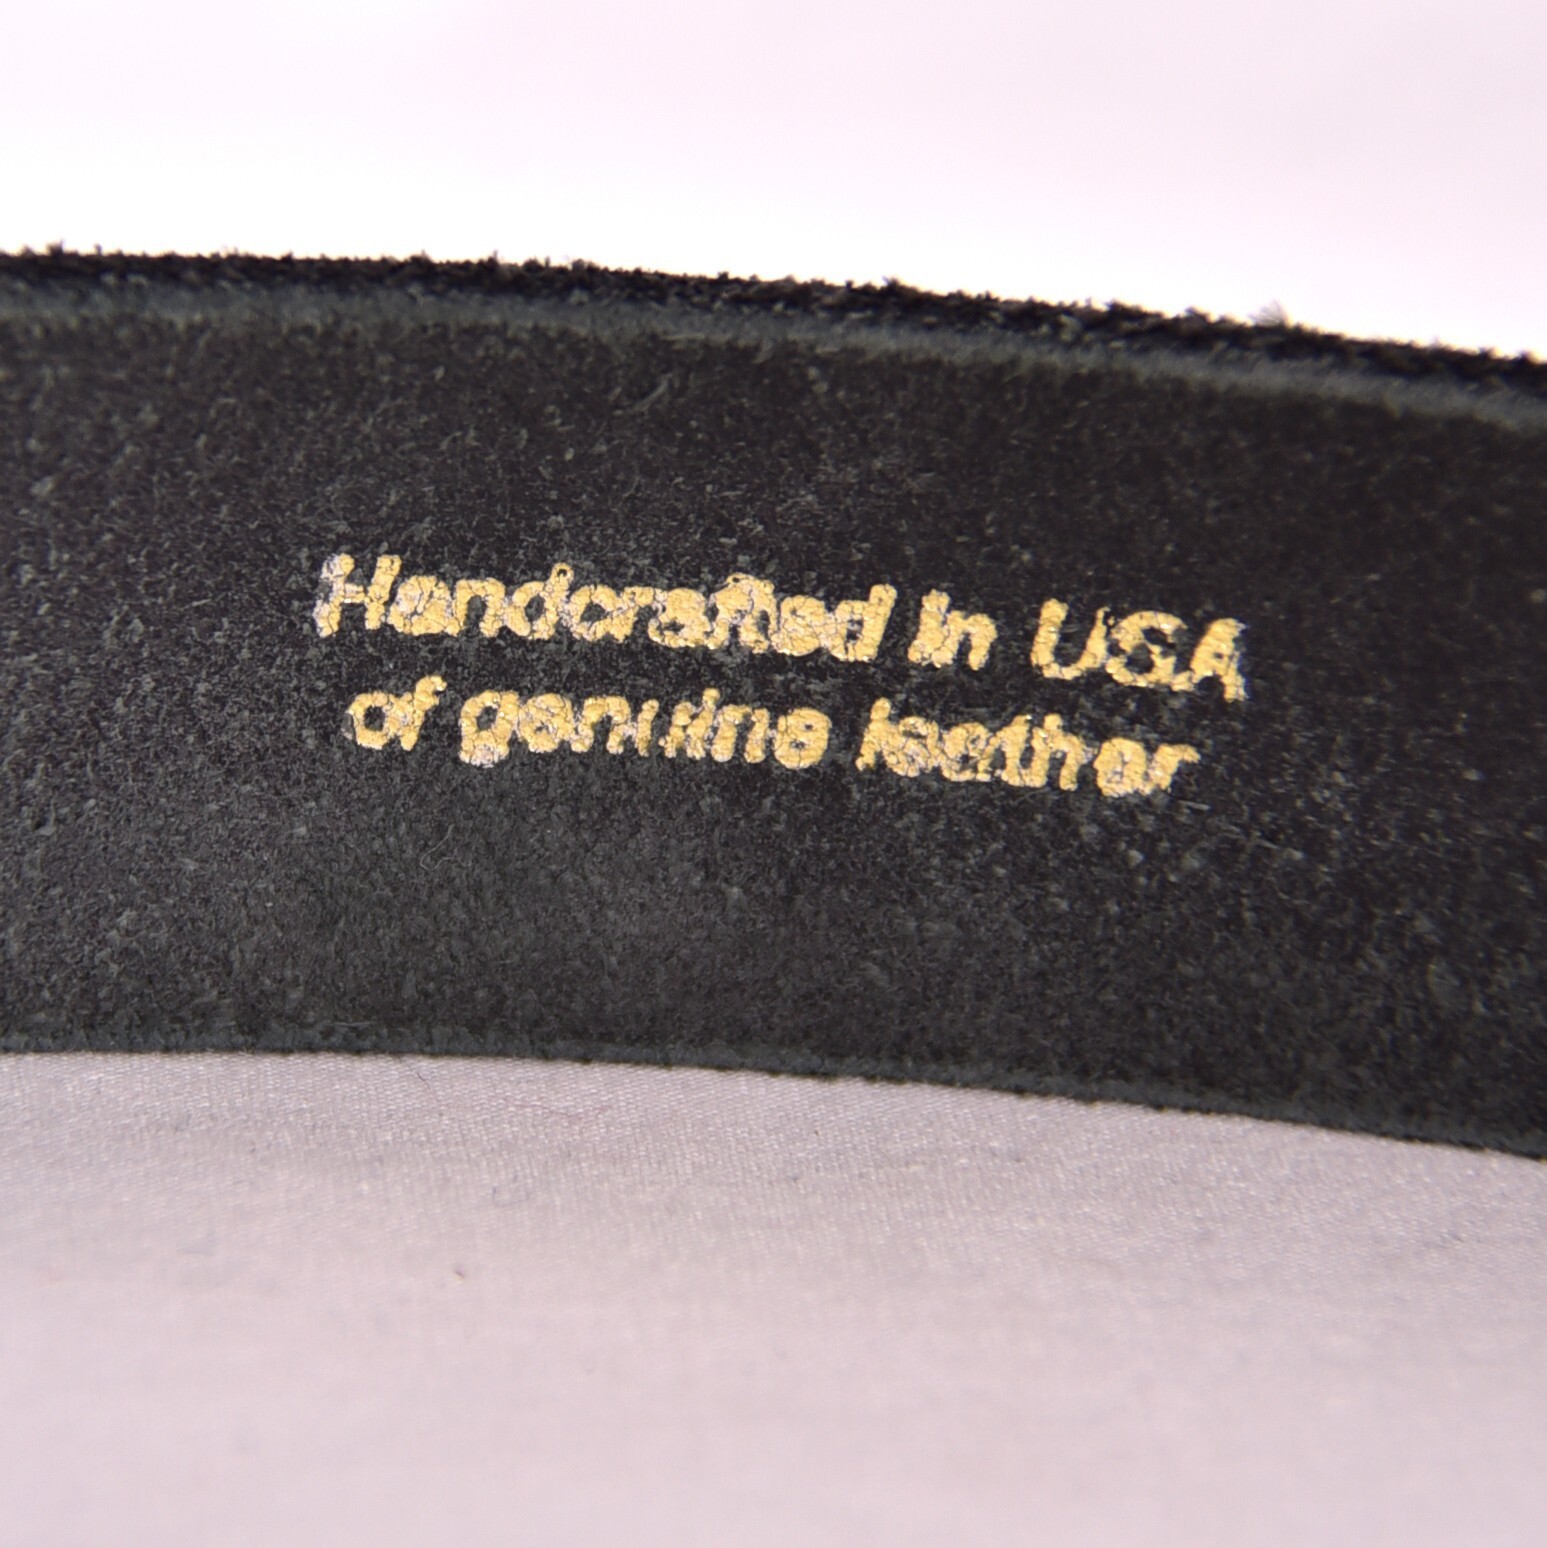 Handcrafted in USA
of genuine leather